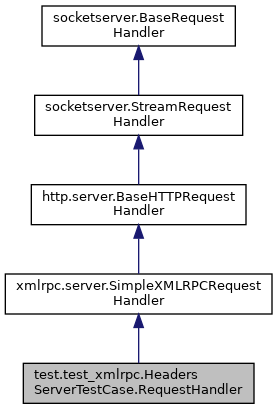 socketserver.BaseRequest
Handler
socketserver.StreamRequest
Handler
http.server.BaseHTTPRequest
Handler
xmlrpc.server.SimpleXMLRPCRequest
Handler
test.test_xmlrpc.Headers
ServerTestCase.RequestHandler